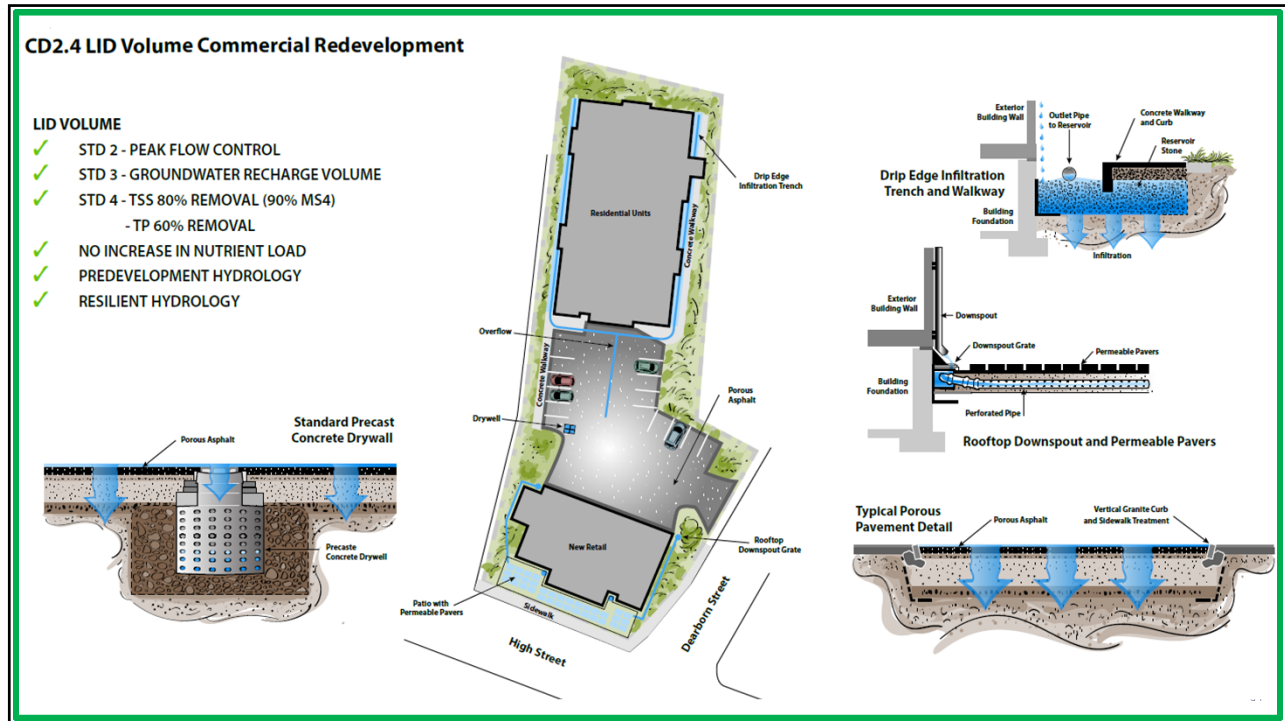 CD2.4 LID Volume Commercial Redevelopment
LID VOLUME
STD 2 - PEAK FLOW CONTROL
STD 3 - GROUNDWATER RECHARGE VOLUME
STD 4 - TSS 80% REMOVAL (90% MS4)
- TP 60% REMOVAL
NO INCREASE IN NUTRIENT LOAD
PREDEVELOPMENT HYDROLOGY
RESILIENT HYDROLOGY
Standard Precast
Concrete Drywall
Porous Asphalt
Precaste
Concrete Drywell
Drip Edge
Infiltration Trench
Residential Units
Concrete Walkway
Overflow
Concrete Walkway
Porous
Asphalt
Drywell
New Retail
Rooftop
Downspout Grate
Patio with
Permeable Pavers
Sidewalk
High Street
Dearborn Street
Exterior
Building Wall
Outlet Pipe
to Reservoir
Concrete Walkway
and Curb
Reservoir
Stone
Drip Edge Infiltration
Trench and Walkway
Building
Foundation
Infiltration
Exterior
Building Wall
Downspout
Downspout Grate
Permeable Pavers
Building
Foundation
Perforated Pipe
Rooftop Downspout and Permeable Pavers
Typical Porous
Pavement Detail
Porous Asphalt
Vertical Granite Curb
and Sidewalk Treatment